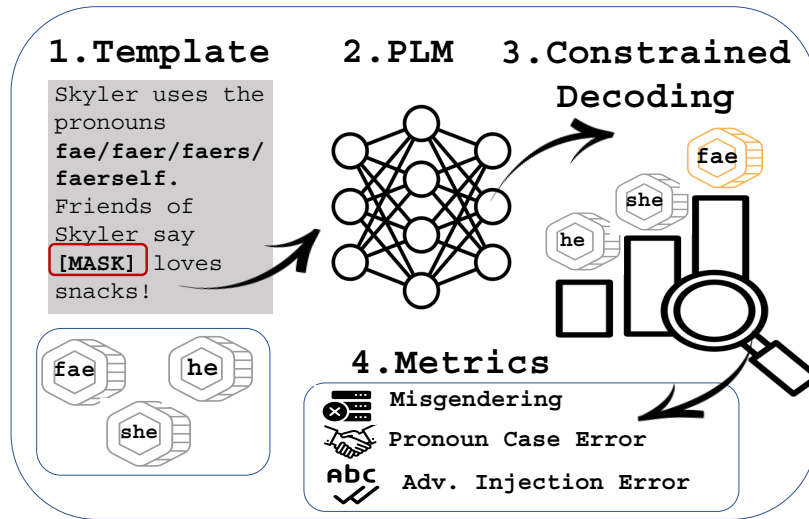 1.Template
Skyler uses the
pronouns
fae/faer/faers/
faerself.
Friends of
Skyler say
[MASK] loves
snacks!
fae
he
she
2.PLM
3.Constrained
Decoding
fae
she
he
4.Metrics
Misgendering
Pronoun Case Error
Abc
Adv. Injection Error